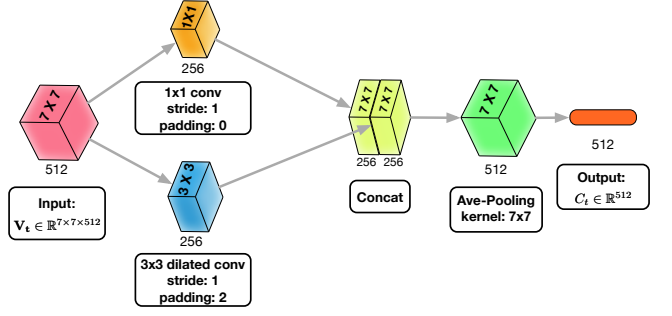 7 X 7
512
Input:
V_t ∈ ℝ^{7×7×512}
1X1
256
1x1 conv
stride: 1
padding: 0
3 X 3
256
3x3 dilated conv
stride: 1
padding: 2
7 X 7 7 X 7
256 256
Concat
7 X 7
512
Ave-Pooling
kernel: 7x7
512
Output:
C_t ∈ ℝ^{512}